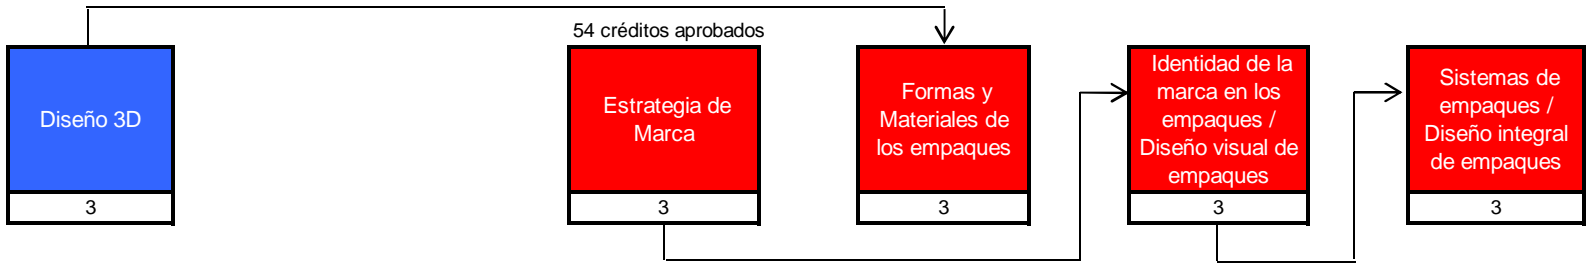 54 créditos aprobados
Diseño 3D
3
Estrategia de
Marca
3
Formas y
Materiales de
los empaques
3
Identidad de la
marca en los
empaques /
Diseño visual de
empaques
3
Sistemas de
empaques /
Diseño integral
de empaques
3